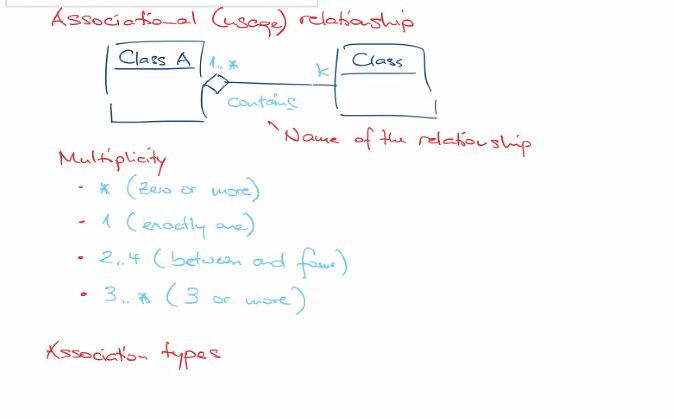 Associational (usage) relationship
Class A 1..* * Class
contains
Name of the relationship
Multiplicity
* (zero or more)
1 (exactly one)
2..4 (between and four)
3..* (3 or more)
Association types